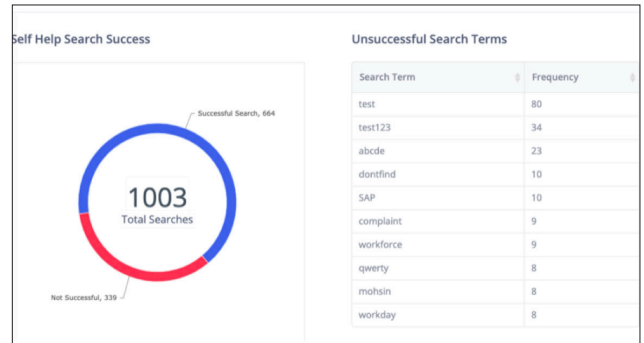 Self Help Search Success
Successful Search, 664
1003
Total Searches
Not Successful, 339
Unsuccessful Search Terms
Search Term Frequency
test 80
test123 34
abcde 23
dontfind 10
SAP 10
complaint 9
workforce 9
qwerty 8
mohsin 8
workday 8